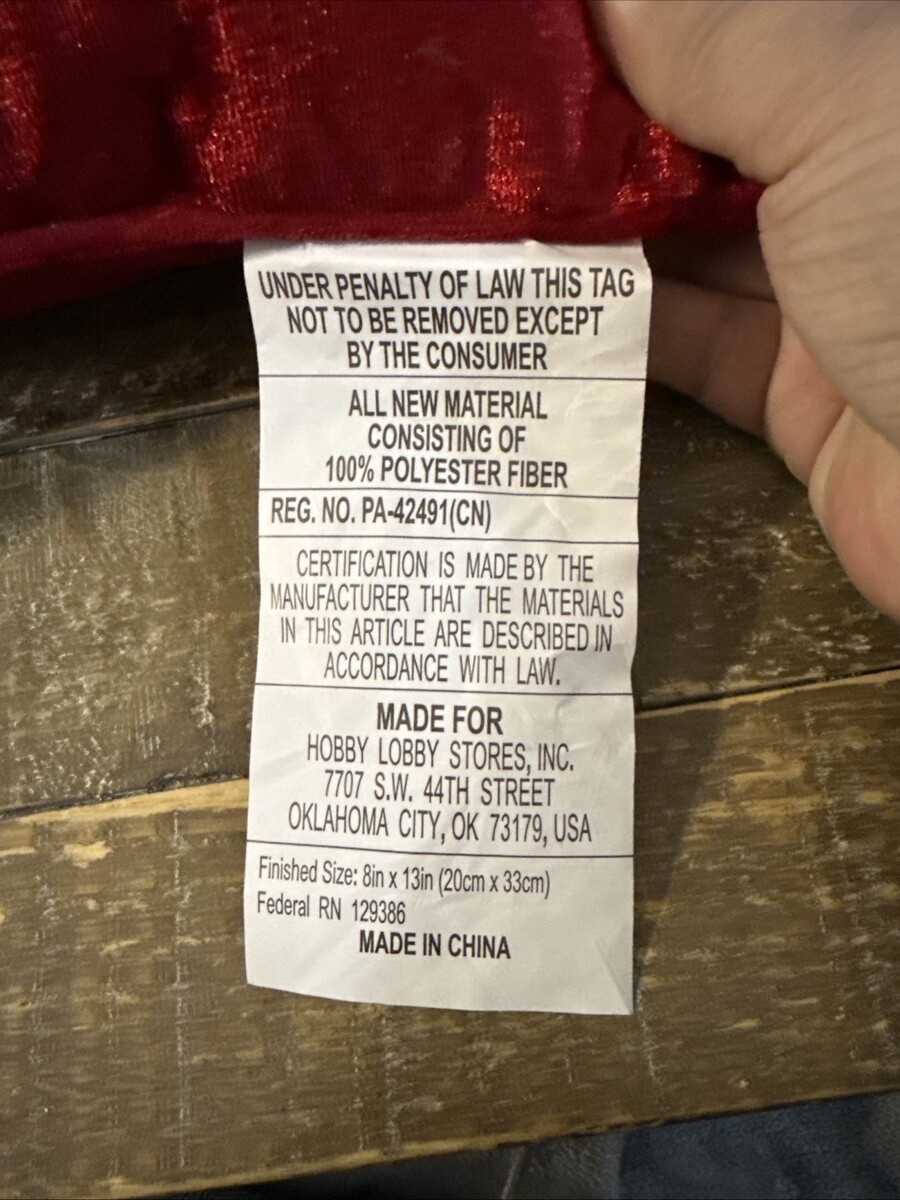 UNDER PENALTY OF LAW THIS TAG
NOT TO BE REMOVED EXCEPT
BY THE CONSUMER
ALL NEW MATERIAL
CONSISTING OF
100% POLYESTER FIBER
REG. NO. PA-42491(CN)
CERTIFICATION IS MADE BY THE
MANUFACTURER THAT THE MATERIALS
IN THIS ARTICLE ARE DESCRIBED IN
ACCORDANCE WITH LAW.
MADE FOR
HOBBY LOBBY STORES, INC.
7707 S.W. 44TH STREET
OKLAHOMA CITY, OK 73179, USA
Finished Size: 8in x 13in (20cm x 33cm)
Federal RN 129386
MADE IN CHINA